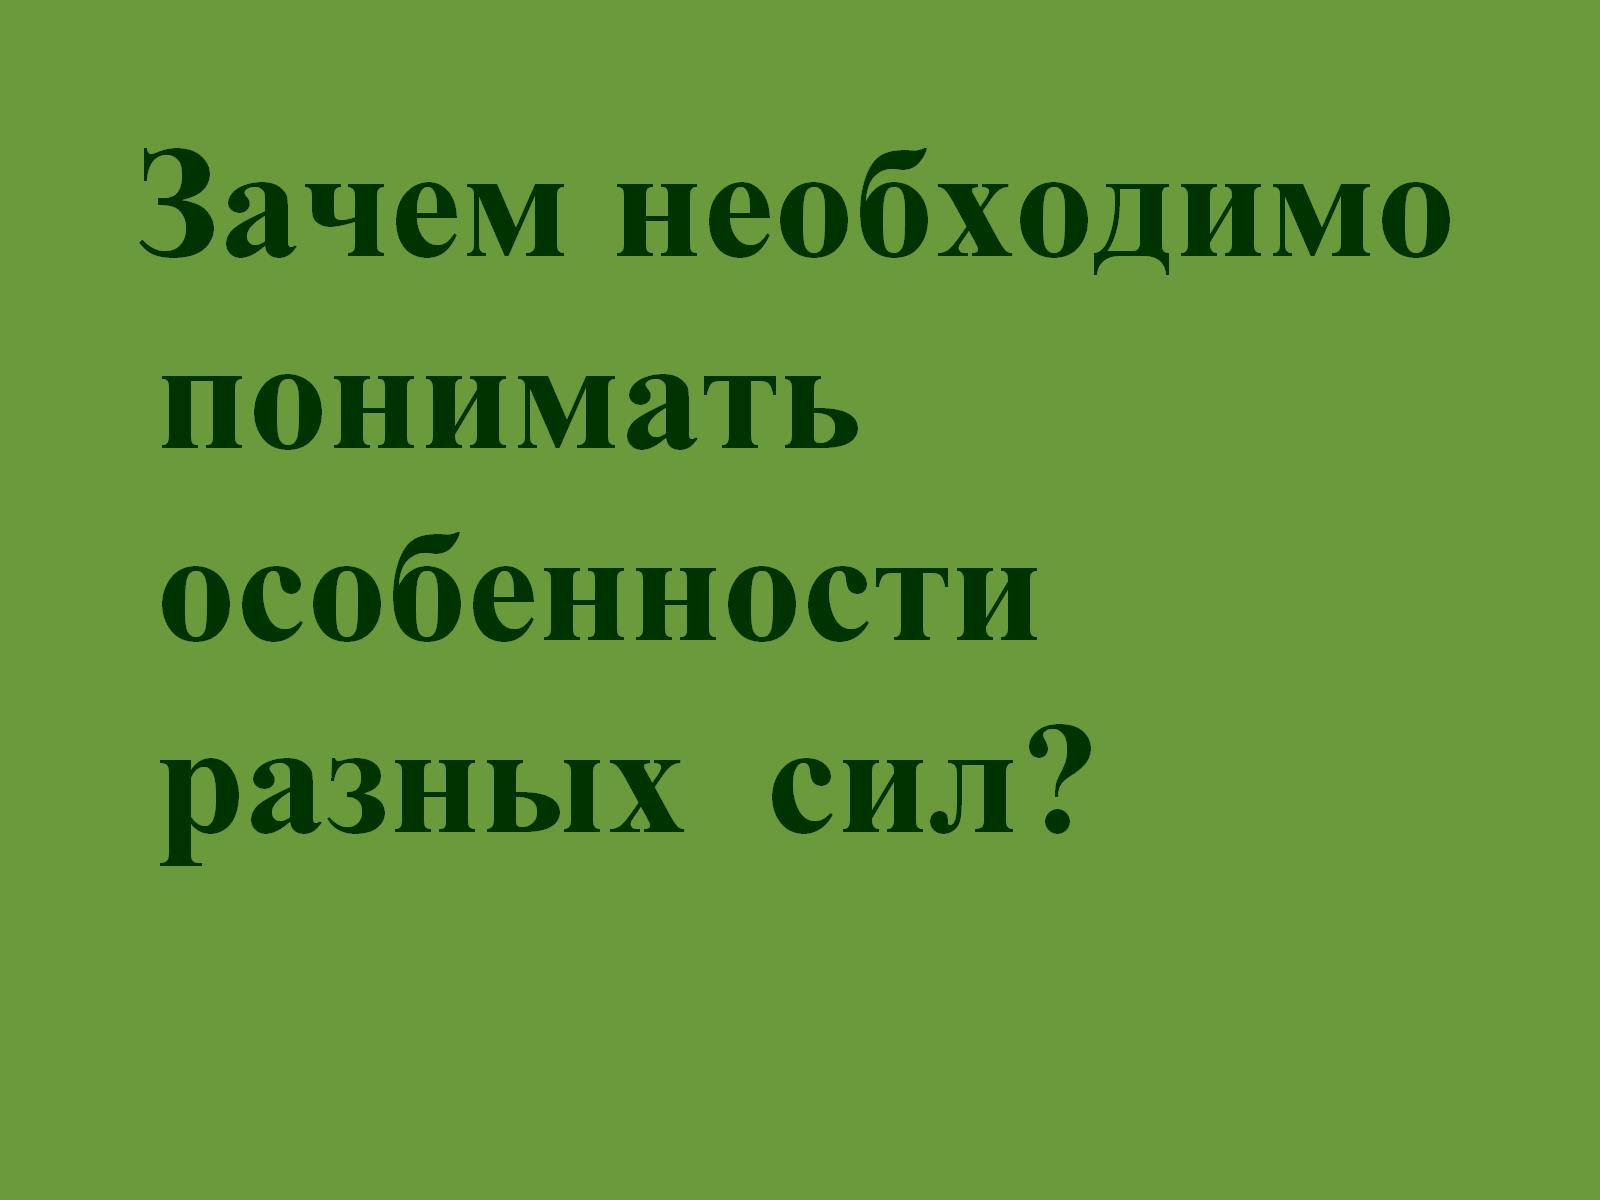 Зачем необходимо
понимать
особенности
разных сил?